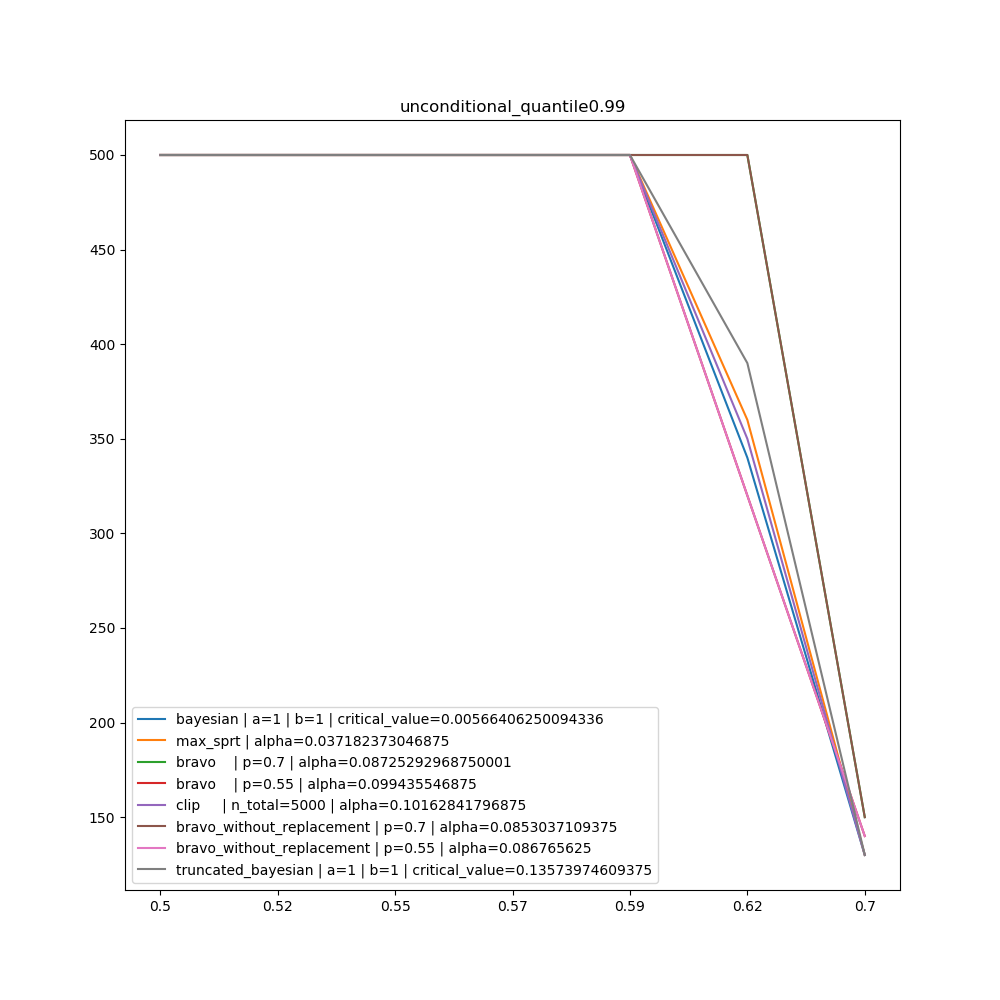 unconditional_quantile0.99
500
450
400
350
300
250
200
150
bayesian | a=1 | b=1 | critical_value=0.00566406250094336
max_sprt | alpha=0.037182373046875
bravo    | p=0.7 | alpha=0.08725292968750001
bravo    | p=0.55 | alpha=0.099435546875
clip     | n_total=5000 | alpha=0.10162841796875
bravo_without_replacement | p=0.7 | alpha=0.0853037109375
bravo_without_replacement | p=0.55 | alpha=0.086765625
truncated_bayesian | a=1 | b=1 | critical_value=0.13573974609375
0.5 0.52 0.55 0.57 0.59 0.62 0.7